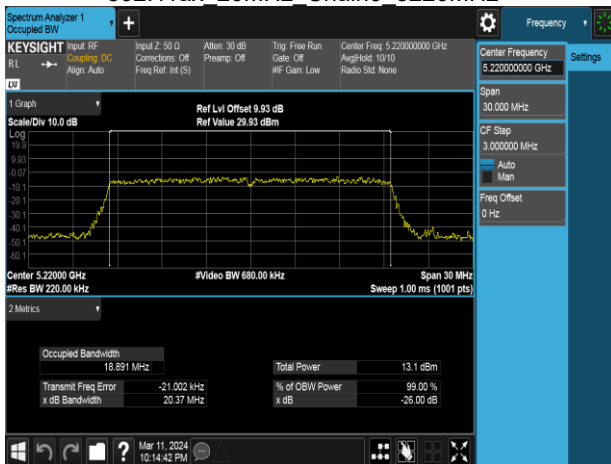 Spectrum Analyzer 1
Occupied BW
+
Frequency
KEYSIGHT
RL
LXI
Input: RF
Coupling: DC
Align: Auto
Input Z: 50 Ω
Corrections: Off
Freq Ref: Int (S)
Atten: 30 dB
Preamp: Off
Trig: Free Run
Gate: Off
#IF Gain: Low
Center Freq: 5.220000000 GHz
Avg|Hold: 10/10
Radio Std: None
Center Frequency
5.220000000 GHz
Settings
Span
30.000 MHz
CF Step
3.000000 MHz
Auto
Man
Freq Offset
0 Hz
1 Graph
Scale/Div 10.0 dB
Ref Lvl Offset 9.93 dB
Ref Value 29.93 dBm
Log
19.9
9.93
-0.07
-10.1
-20.1
-30.1
-40.1
-50.1
-60.1
Center 5.22000 GHz
#Video BW 680.00 kHz
Span 30 MHz
#Res BW 220.00 kHz
Sweep 1.00 ms (1001 pts)
2 Metrics
Occupied Bandwidth
18.891 MHz
Total Power 13.1 dBm
Transmit Freq Error -21.002 kHz
% of OBW Power 99.00 %
x dB Bandwidth 20.37 MHz
x dB -26.00 dB
?
Mar 11, 2024
10:14:42 PM